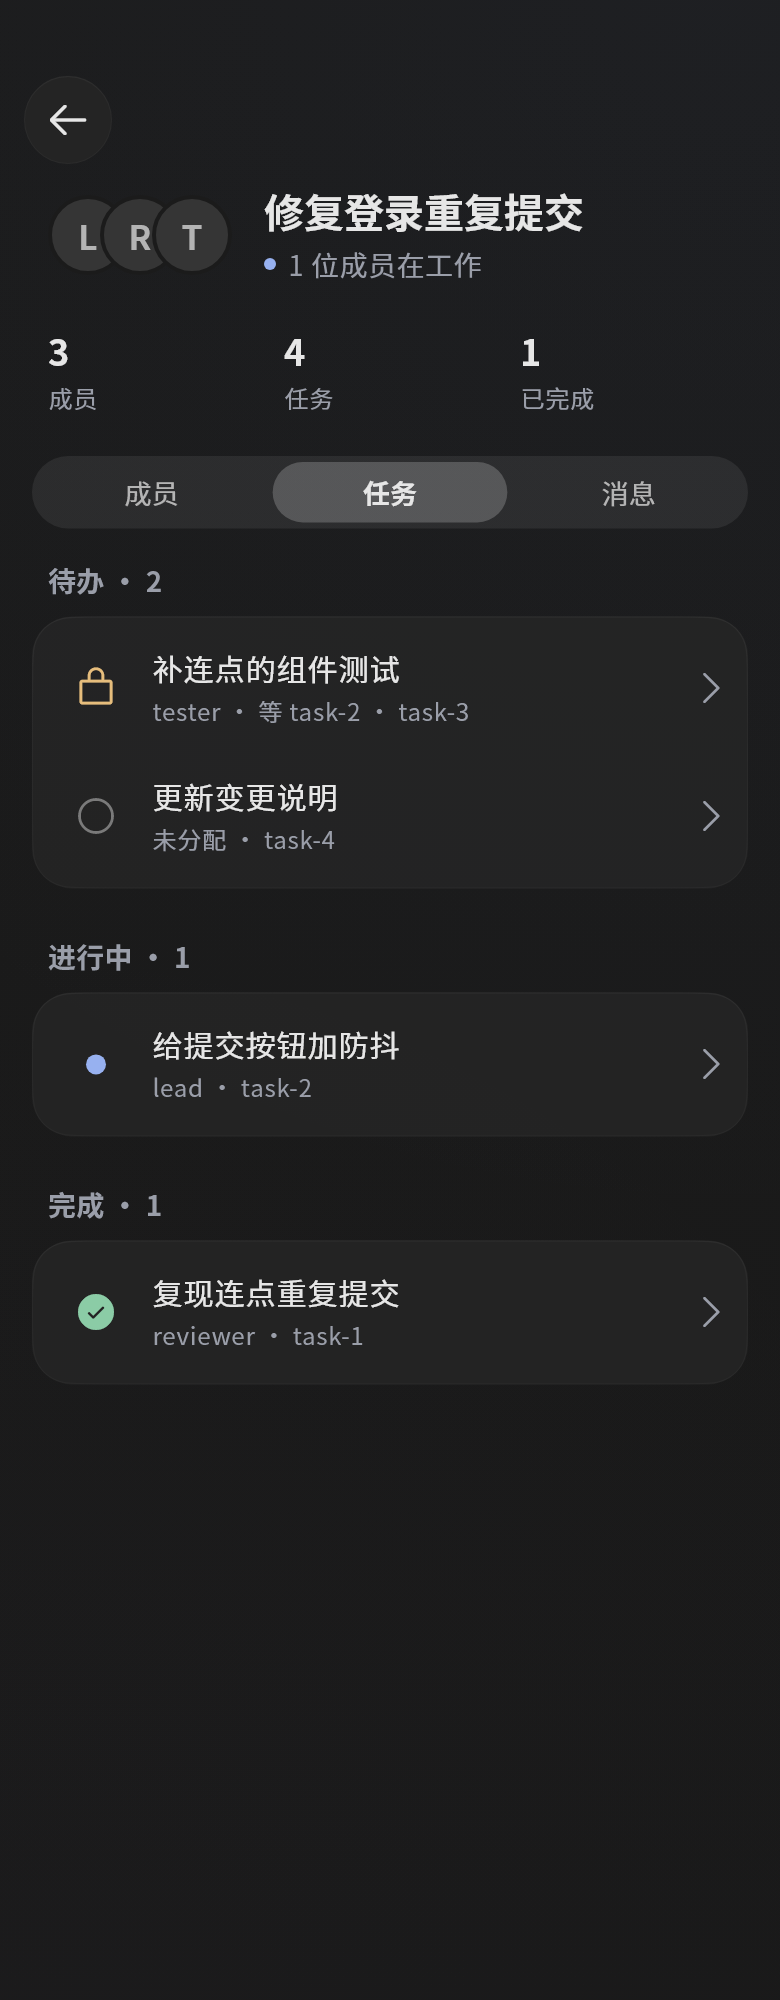 L R T
修复登录重复提交
1 位成员在工作
3 4 1
成员 任务 已完成
成员 任务 消息
待办 · 2
补连点的组件测试
tester · 等 task-2 · task-3
更新变更说明
未分配 · task-4
进行中 · 1
给提交按钮加防抖
lead · task-2
完成 · 1
复现连点重复提交
reviewer · task-1